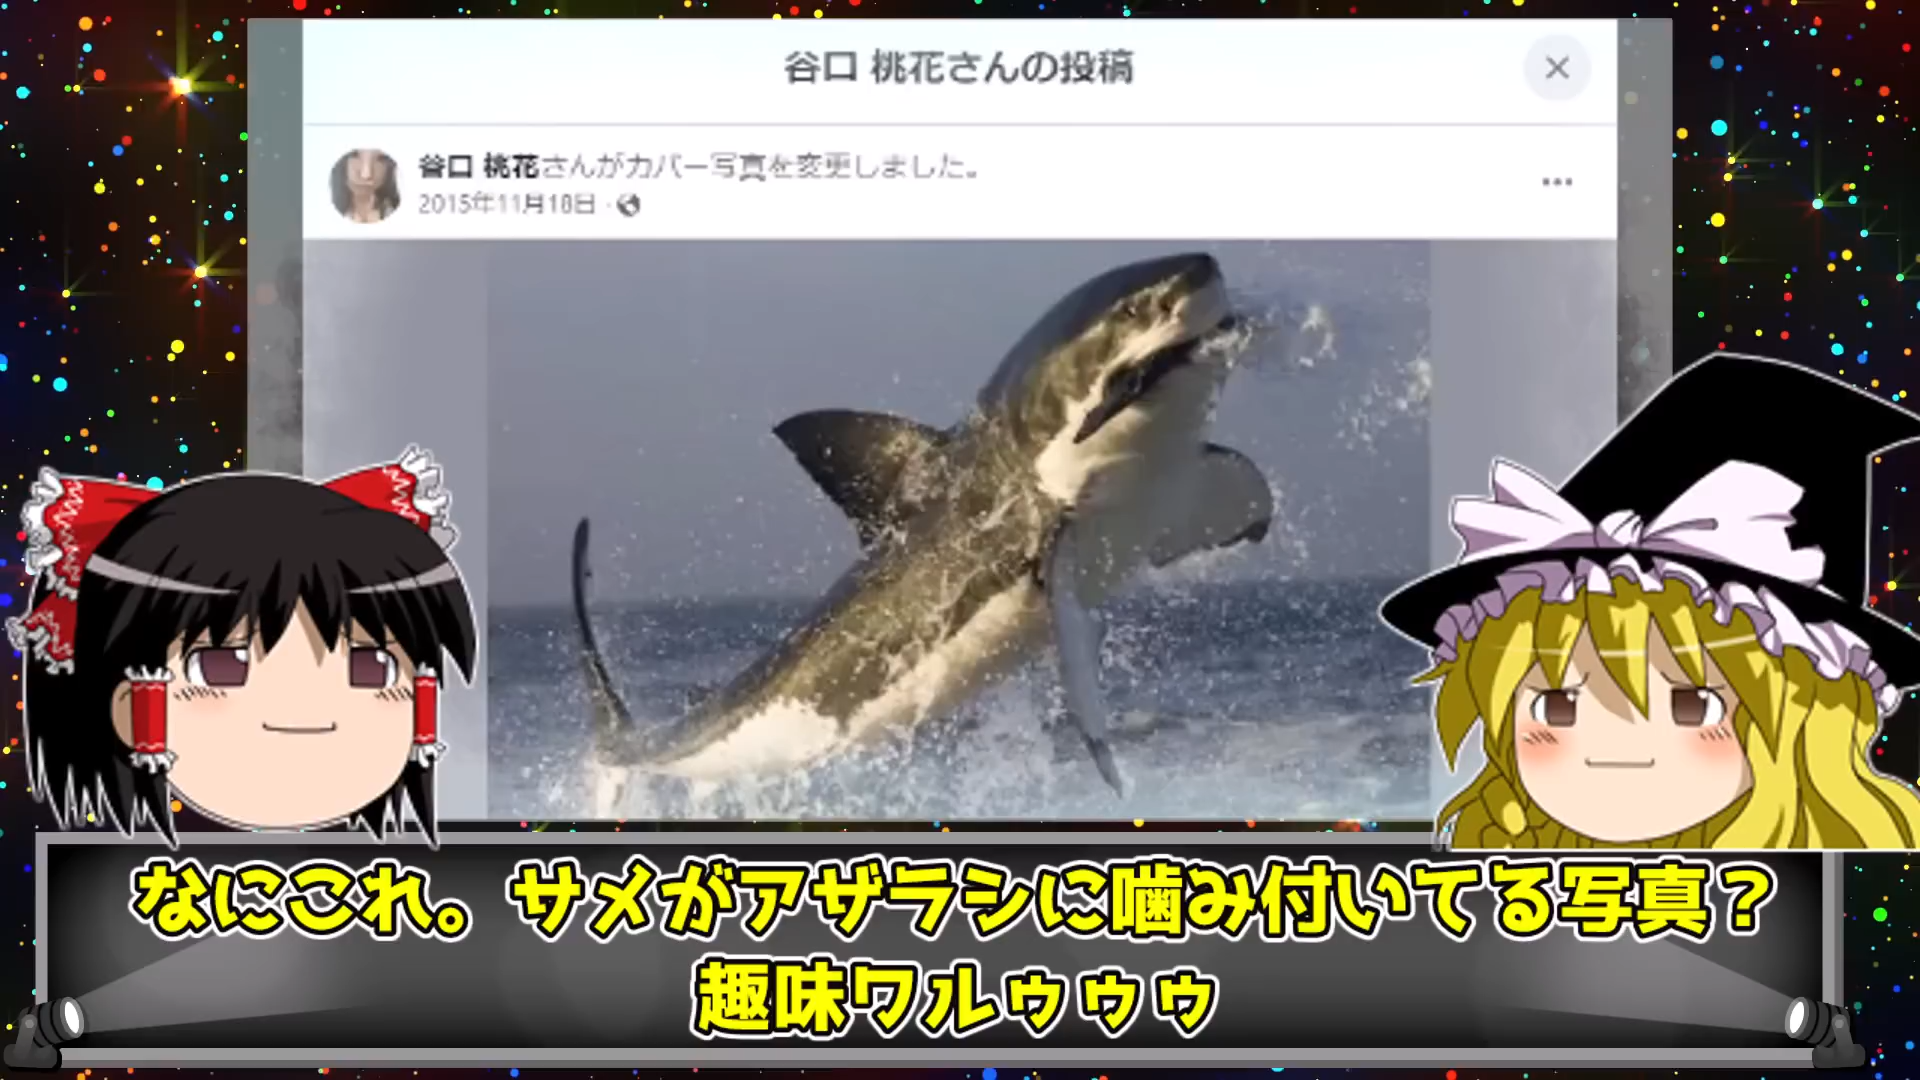 谷口 桃花さんの投稿
谷口 桃花さんがカバー写真を変更しました。
2015年11月18日
なにこれ。サメがアザラシに噛み付いてる写真？
趣味ワルゥゥゥ